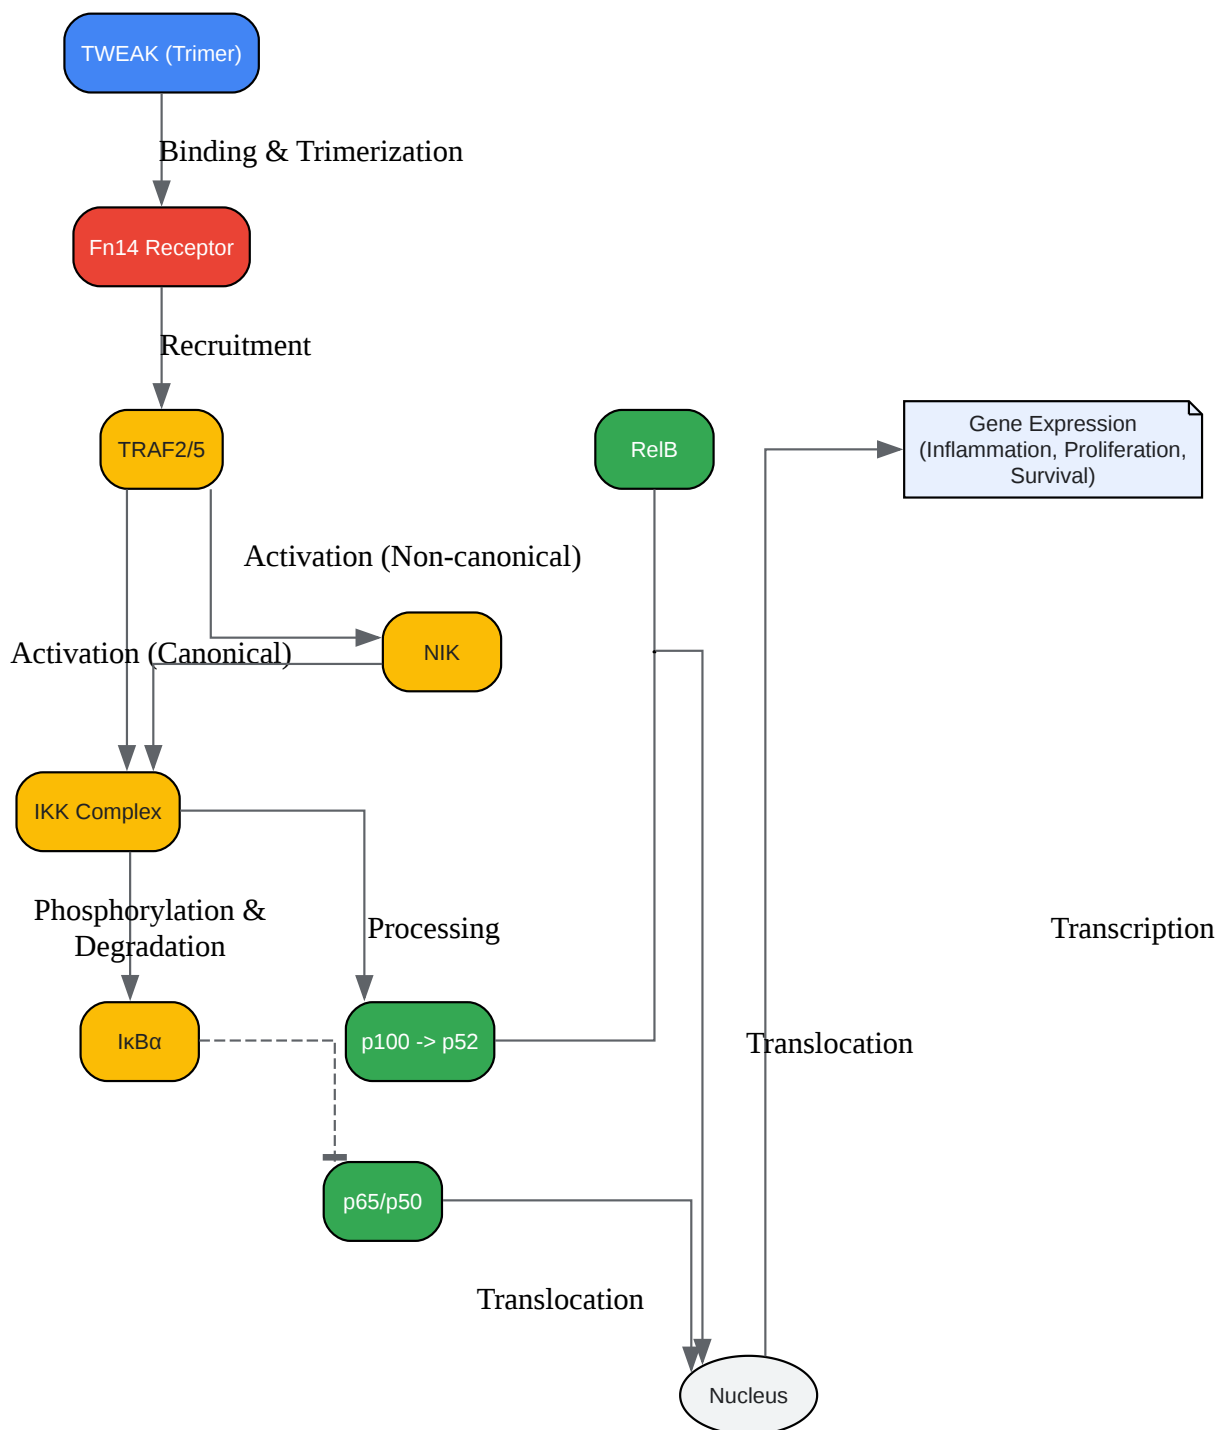 TWEAK (Trimer)
Binding & Trimerization
Fn14 Receptor
Recruitment
TRAF2/5
RelB
Gene Expression
(Inflammation, Proliferation,
Survival)
Activation (Non-canonical)
Activation (Canonical)
NIK
IKK Complex
Phosphorylation &
Degradation
Processing
Transcription
IκBα
p100 -> p52
Translocation
p65/p50
Translocation
Nucleus